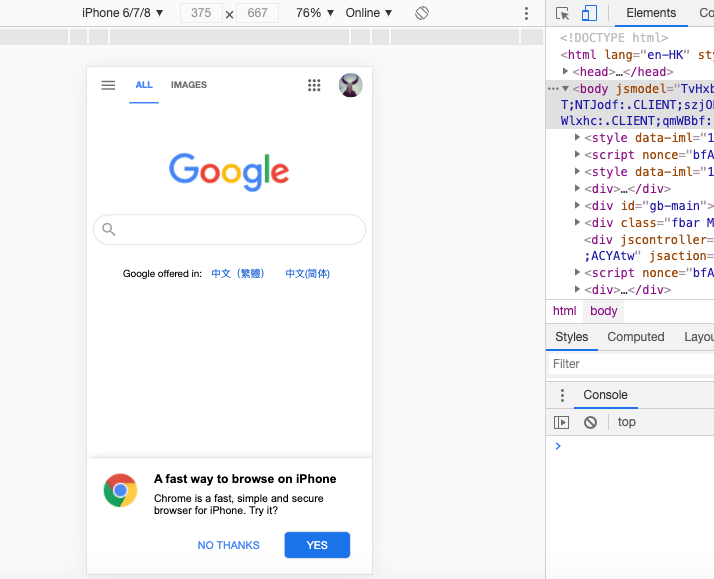 iPhone 6/7/8 ▼ 375 × 667 76% ▼ Online ▼
Elements
ALL IMAGES
Google
Google offered in: 中文（繁體） 中文(简体)
A fast way to browse on iPhone
Chrome is a fast, simple and secure
browser for iPhone. Try it?
NO THANKS YES
<!DOCTYPE html>
<html lang="en-HK" sty
▶<head>…</head>
…▼<body jsmodel="TvHxb
T;NTJodf:.CLIENT;szjO
Wlxhc:.CLIENT;qmWBbf:
▶<style data-iml="1
▶<script nonce="bfA
▶<style data-iml="1
▶<div>…</div>
▶<div id="gb-main">
▶<div class="fbar M
<div jscontroller=
;ACYAtw" jsaction=
▶<script nonce="bfA
▶<div>…</div>
html body
Styles Computed Layou
Filter
Console
top